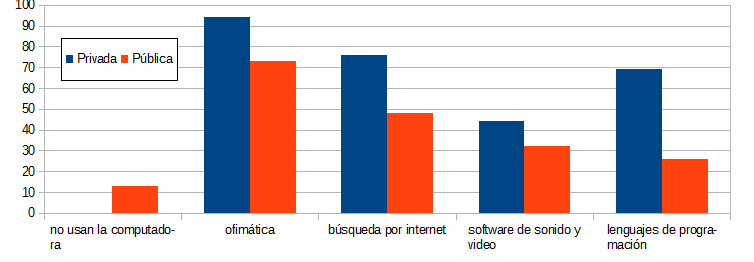 100
90
80
70
60
50
40
30
20
10
0
Privada Pública
no usan la computado-
ra
ofimática
búsqueda por internet
software de sonido y
video
lenguajes de progra-
mación